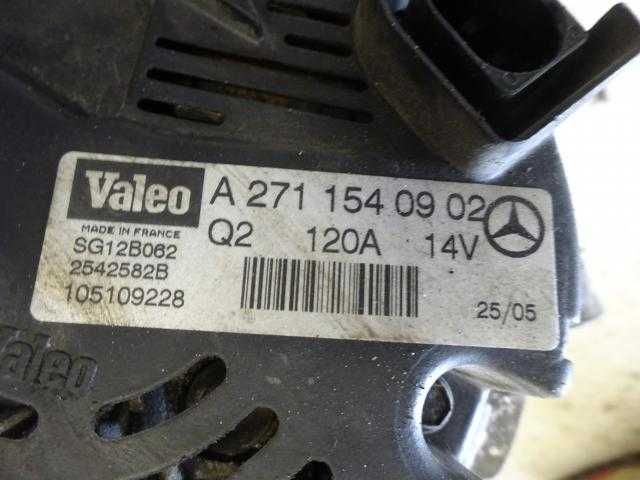 Valeo A 271 154 09 02
MADE IN FRANCE Q2 120A 14V
SG12B062
2542582B
105109228 25/05
Valeo